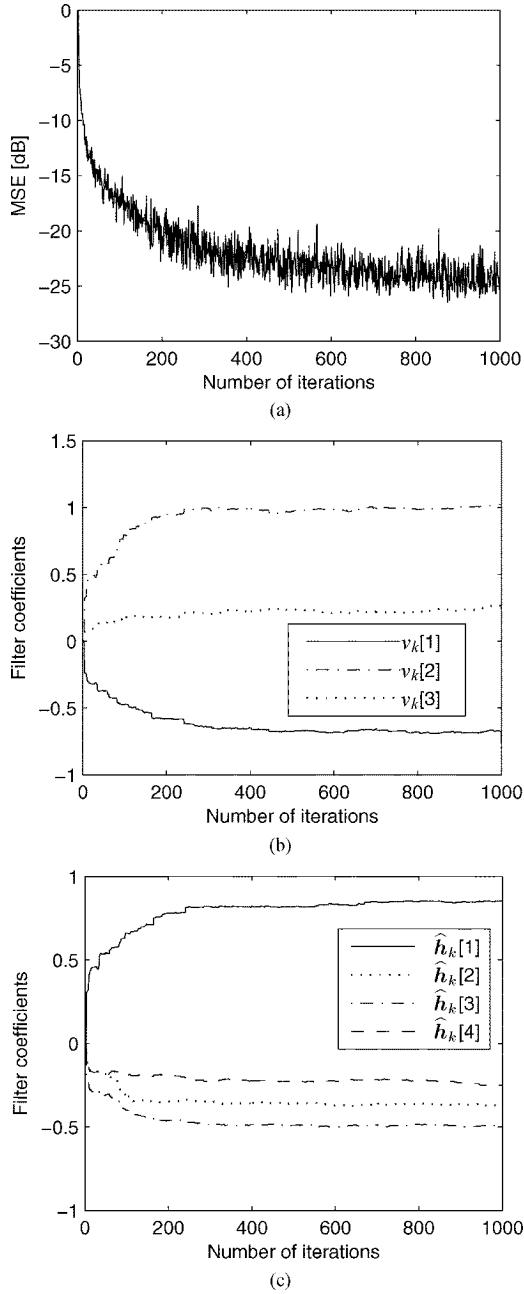 0
−5
−10
−15
−20
−25
−30
MSE [dB]
0 200 400 600 800 1000
Number of iterations
(a)
1.5
1
0.5
0
−0.5
−1
Filter coefficients
v_k[1]
v_k[2]
v_k[3]
0 200 400 600 800 1000
Number of iterations
(b)
1
0.5
0
−0.5
−1
Filter coefficients
ĥ_k[1]
ĥ_k[2]
ĥ_k[3]
ĥ_k[4]
0 200 400 600 800 1000
Number of iterations
(c)